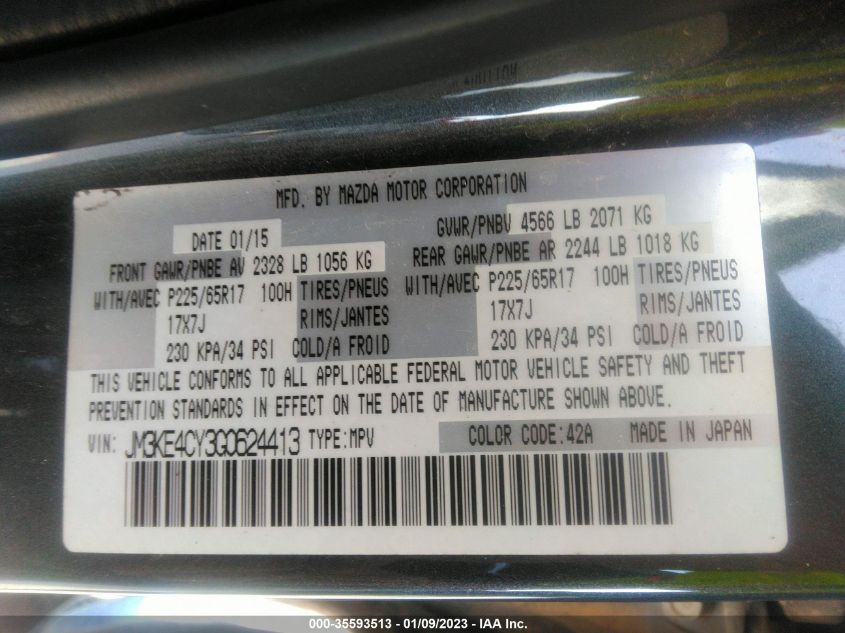 MFD. BY MAZDA MOTOR CORPORATION
DATE 01/15
GVWR/PNBV 4566 LB 2071 KG
FRONT GAWR/PNBE AV 2328 LB 1056 KG
REAR GAWR/PNBE AR 2244 LB 1018 KG
WITH/AVEC P225/65R17 100H TIRES/PNEUS
WITH/AVEC P225/65R17 100H TIRES/PNEUS
17X7J RIMS/JANTES
17X7J RIMS/JANTES
230 KPA/34 PSI COLD/A FROID
230 KPA/34 PSI COLD/A FROID
THIS VEHICLE CONFORMS TO ALL APPLICABLE FEDERAL MOTOR VEHICLE SAFETY AND THEFT
PREVENTION STANDARDS IN EFFECT ON THE DATE OF MANUFACTURE SHOWN ABOVE.
VIN: JM3KE4CY3G0624413 TYPE:MPV COLOR CODE:42A MADE IN JAPAN
000-35593513 - 01/09/2023 - IAA Inc.